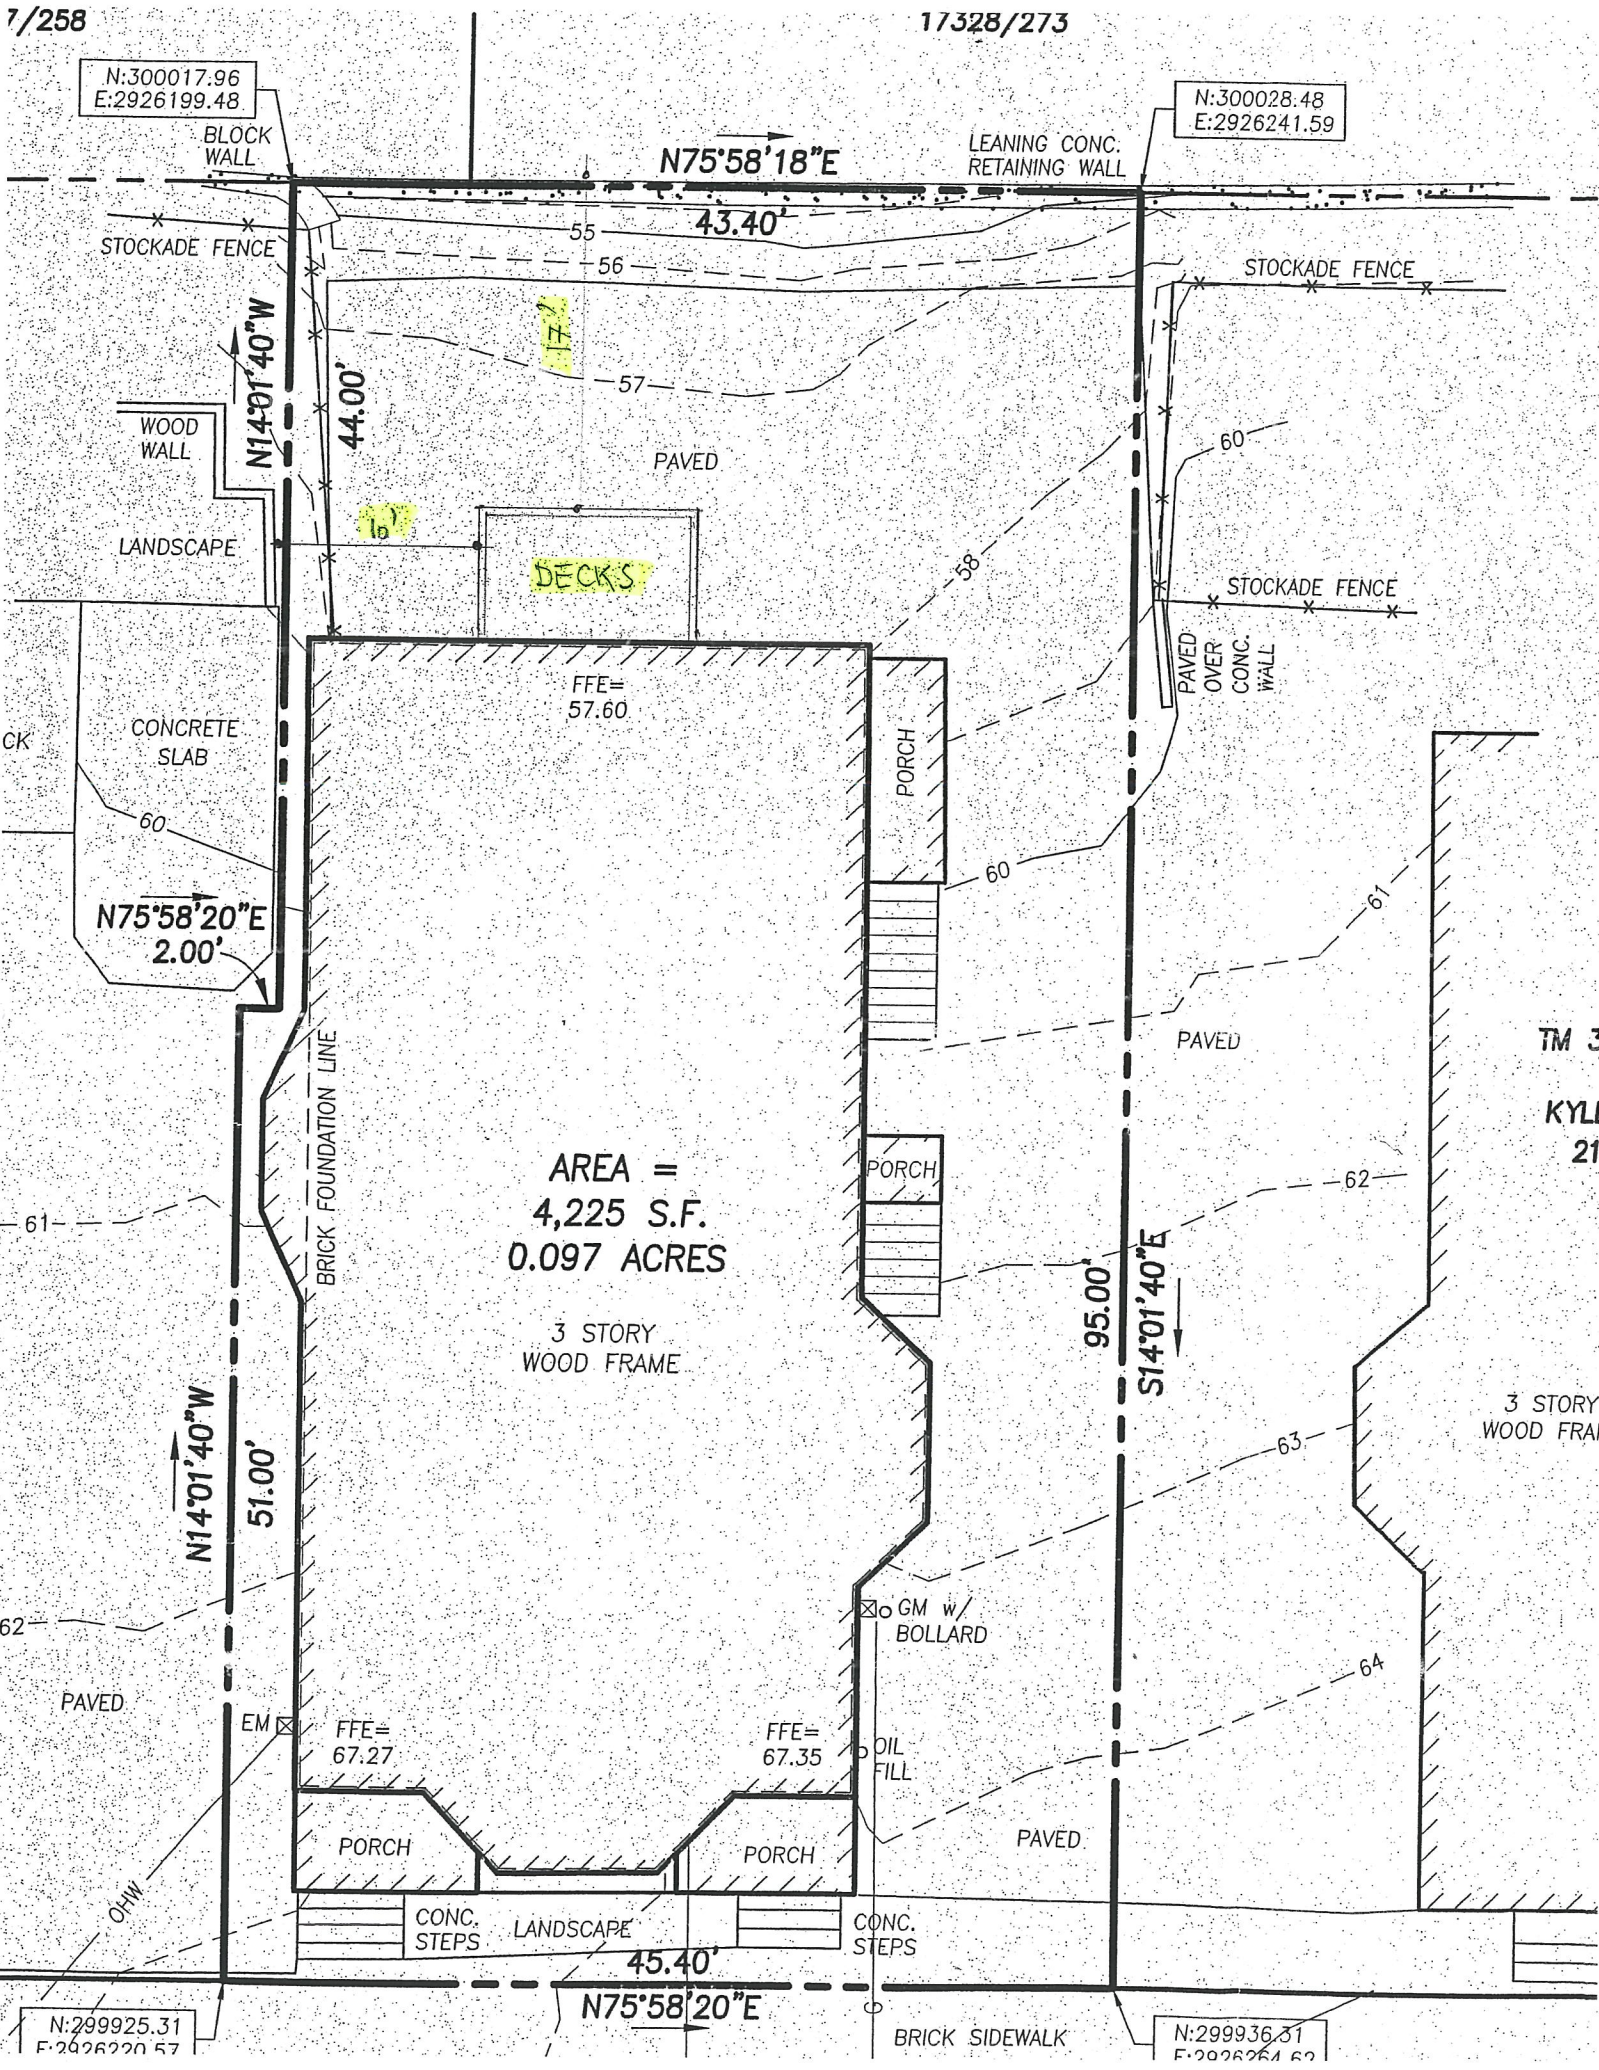 7/258
17328/273
N:300017.96
E:2926199.48
N:300028.48
E:2926241.59
BLOCK
WALL
N75°58'18"E
LEANING CONC.
RETAINING WALL
43.40'
55
STOCKADE FENCE
56
STOCKADE FENCE
17'
N14°01'40"W
44.00'
57
WOOD
WALL
60
PAVED
10'
LANDSCAPE
DECKS
58
STOCKADE FENCE
PAVED
OVER
CONC.
WALL
FFE=
57.60
CK
CONCRETE
SLAB
PORCH
60
60
61
N75°58'20"E
2.00'
BRICK FOUNDATION LINE
PAVED
TM 3
KYL
21
AREA =
4,225 S.F.
0.097 ACRES
PORCH
62
61
95.00'
S14°01'40"E
3 STORY
WOOD FRAME
N14°01'40"W
51.00'
3 STORY
WOOD FRA
63
62
GM w/
BOLLARD
64
PAVED
EM
FFE=
67.27
FFE=
67.35
OIL
FILL
PORCH
PORCH
PAVED
OHW
CONC.
STEPS
LANDSCAPE
CONC.
STEPS
45.40'
N75°58'20"E
G
N:299925.31
E:2926220.57
BRICK SIDEWALK
N:299936.31
E:2926264.62